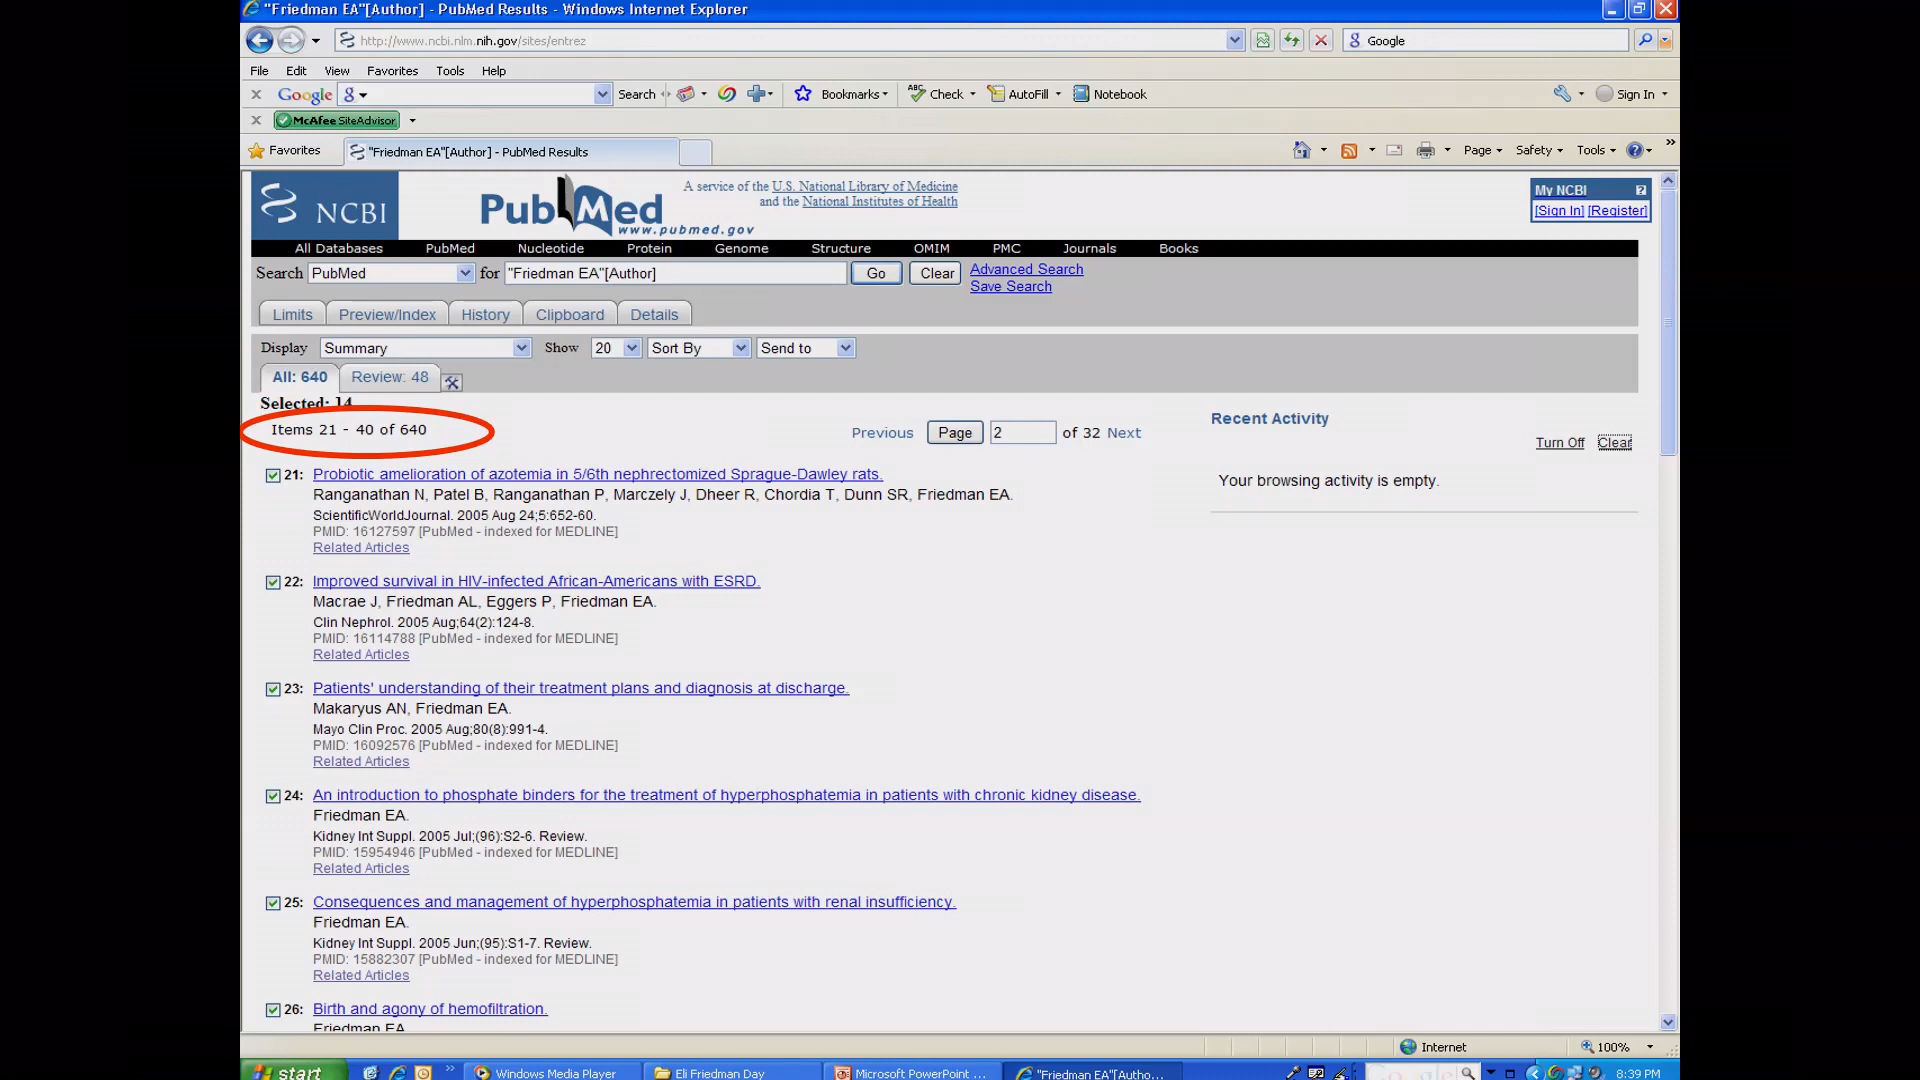 "Friedman EA"[Author] - PubMed Results - Windows Internet Explorer
http://www.ncbi.nlm.nih.gov/sites/entrez
Google
File Edit View Favorites Tools Help
Google Search Bookmarks Check AutoFill Notebook Sign In
McAfee SiteAdvisor
Favorites "Friedman EA"[Author] - PubMed Results Page Safety Tools
NCBI PubMed www.pubmed.gov
A service of the U.S. National Library of Medicine
and the National Institutes of Health
My NCBI
[Sign In] [Register]
All Databases PubMed Nucleotide Protein Genome Structure OMIM PMC Journals Books
Search PubMed for "Friedman EA"[Author] Go Clear Advanced Search
Save Search
Limits Preview/Index History Clipboard Details
Display Summary Show 20 Sort By Send to
All: 640 Review: 48
Selected: 14
Items 21 - 40 of 640
Previous Page 2 of 32 Next
Recent Activity
Turn Off Clear
Your browsing activity is empty.
21: Probiotic amelioration of azotemia in 5/6th nephrectomized Sprague-Dawley rats.
Ranganathan N, Patel B, Ranganathan P, Marczely J, Dheer R, Chordia T, Dunn SR, Friedman EA.
ScientificWorldJournal. 2005 Aug 24;5:652-60.
PMID: 16127597 [PubMed - indexed for MEDLINE]
Related Articles
22: Improved survival in HIV-infected African-Americans with ESRD.
Macrae J, Friedman AL, Eggers P, Friedman EA.
Clin Nephrol. 2005 Aug;64(2):124-8.
PMID: 16114788 [PubMed - indexed for MEDLINE]
Related Articles
23: Patients' understanding of their treatment plans and diagnosis at discharge.
Makaryus AN, Friedman EA.
Mayo Clin Proc. 2005 Aug;80(8):991-4.
PMID: 16092576 [PubMed - indexed for MEDLINE]
Related Articles
24: An introduction to phosphate binders for the treatment of hyperphosphatemia in patients with chronic kidney disease.
Friedman EA.
Kidney Int Suppl. 2005 Jul;(96):S2-6. Review.
PMID: 15954946 [PubMed - indexed for MEDLINE]
Related Articles
25: Consequences and management of hyperphosphatemia in patients with renal insufficiency.
Friedman EA.
Kidney Int Suppl. 2005 Jun;(95):S1-7. Review.
PMID: 15882307 [PubMed - indexed for MEDLINE]
Related Articles
26: Birth and agony of hemofiltration.
Friedman EA
Internet 100%
start Windows Media Player Eli Friedman Day Microsoft PowerPoint ... "Friedman EA"[Autho... Google 8:39 PM